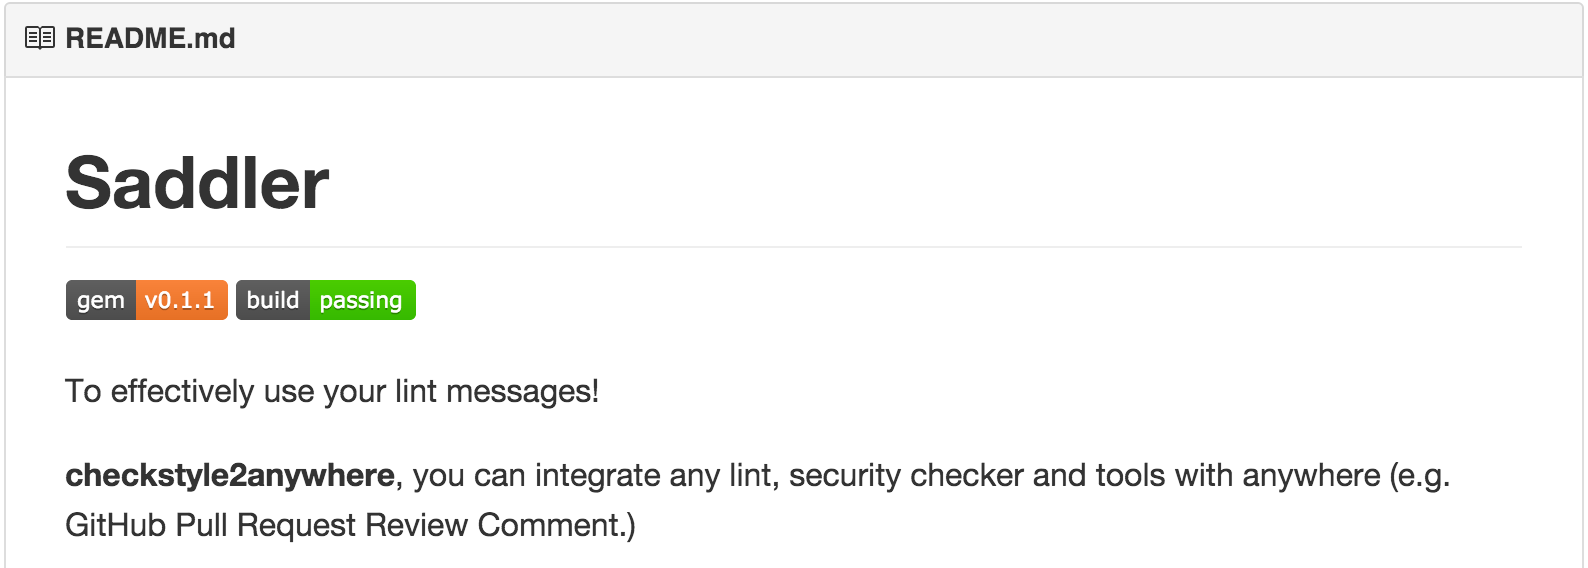 README.md
Saddler
gem v0.1.1 build passing
To effectively use your lint messages!
checkstyle2anywhere, you can integrate any lint, security checker and tools with anywhere (e.g.
GitHub Pull Request Review Comment.)